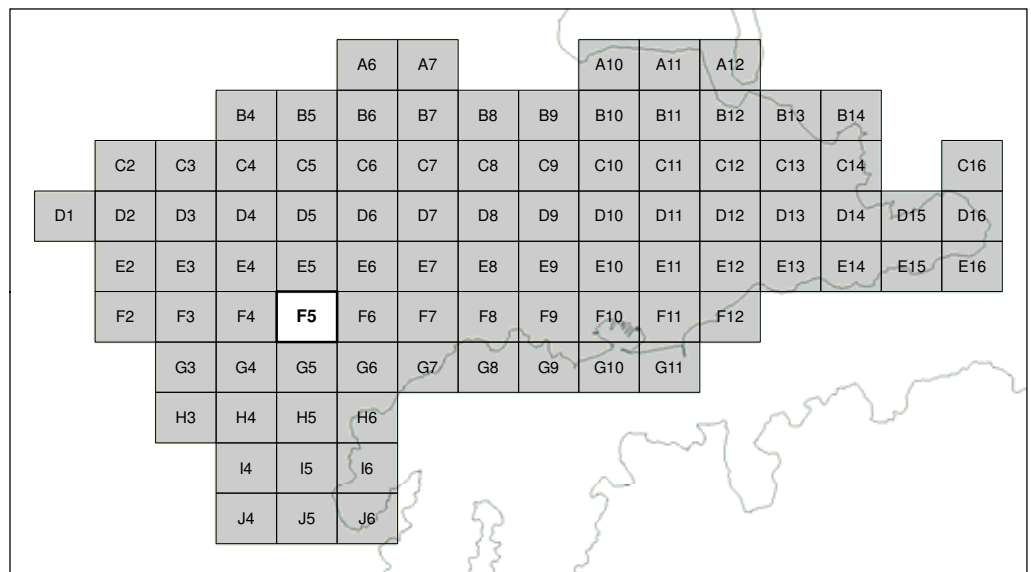 A6 A7 A10 A11 A12
B4 B5 B6 B7 B8 B9 B10 B11 B12 B13 B14
C2 C3 C4 C5 C6 C7 C8 C9 C10 C11 C12 C13 C14 C16
D1 D2 D3 D4 D5 D6 D7 D8 D9 D10 D11 D12 D13 D14 D15 D16
E2 E3 E4 E5 E6 E7 E8 E9 E10 E11 E12 E13 E14 E15 E16
F2 F3 F4 F5 F6 F7 F8 F9 F10 F11 F12
G3 G4 G5 G6 G7 G8 G9 G10 G11
H3 H4 H5 H6
I4 I5 I6
J4 J5 J6